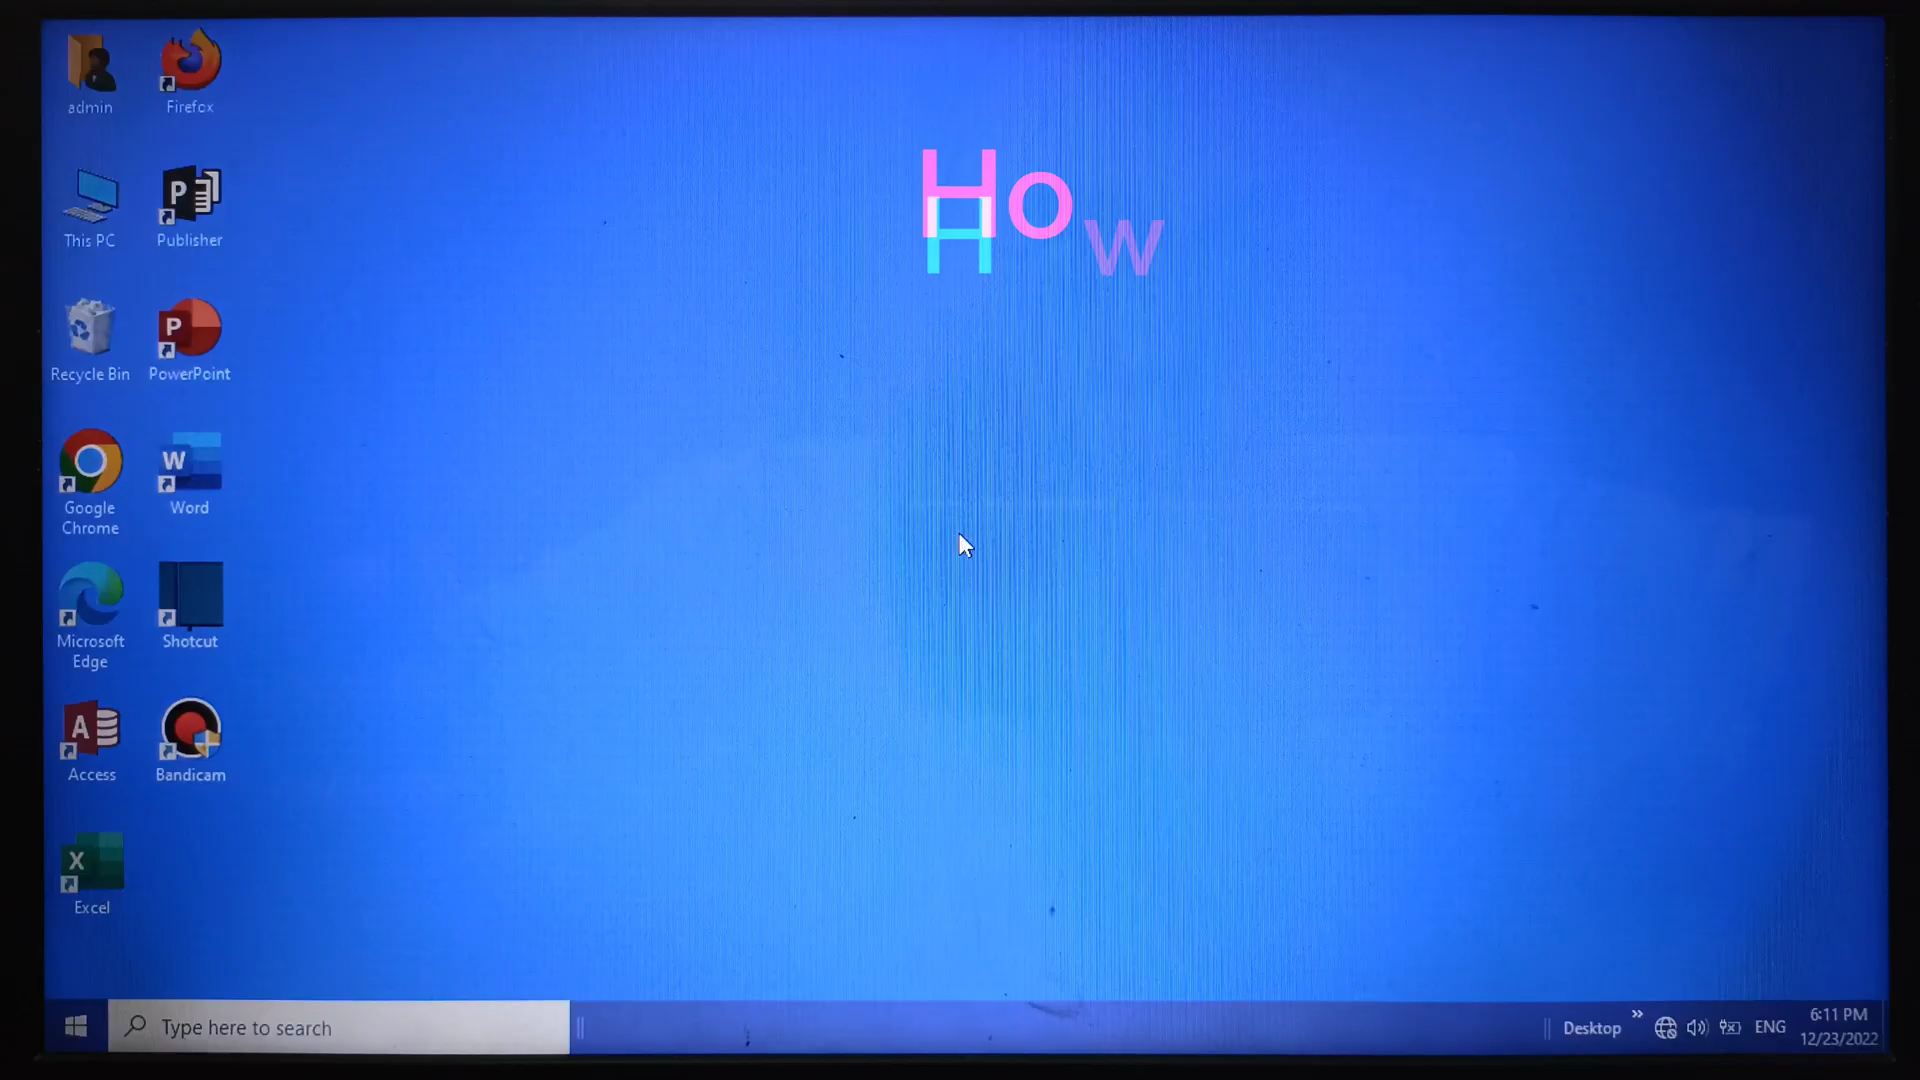 admin
Firefox
How
H
This PC
Publisher
Recycle Bin
PowerPoint
Google
Chrome
Word
Microsoft
Edge
Shotcut
Access
Bandicam
Excel
Type here to search
Desktop
ENG
6:11 PM
12/23/2022